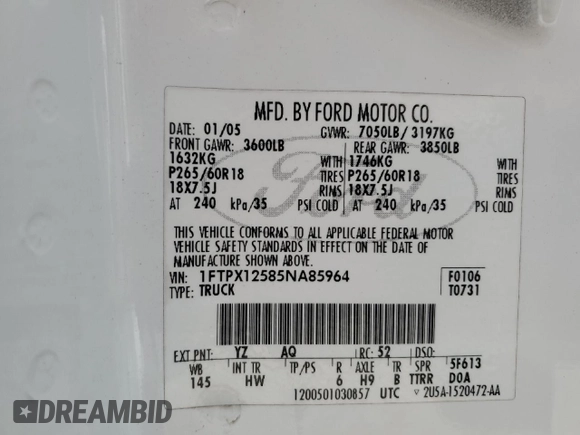 MFD. BY FORD MOTOR CO.
DATE: 01/05 GVWR: 7050LB/ 3197KG
FRONT GAWR: 3600LB REAR GAWR: 3850LB
1632KG WITH 1746KG WITH
P265/60R18 TIRES P265/60R18 TIRES
18X7.5J RIMS 18X7.5J RIMS
AT 240 kPa/35 PSI COLD AT 240 kPa/35 PSI COLD
Ford
THIS VEHICLE CONFORMS TO ALL APPLICABLE FEDERAL MOTOR
VEHICLE SAFETY STANDARDS IN EFFECT ON THE DATE OF
MANUFACTURE SHOWN ABOVE.
VIN: 1FTPX12585NA85964 F0106
TYPE: TRUCK T0731
EXT PNT: YZ AQ RC: 52 DSO:
WB INT TR TP/PS R AXLE TR SPR 5F613
145 HW 6 H9 B TTRR DOA
1200501030857 UTC 2U5A-1520472-AA
EPICVIN.COM